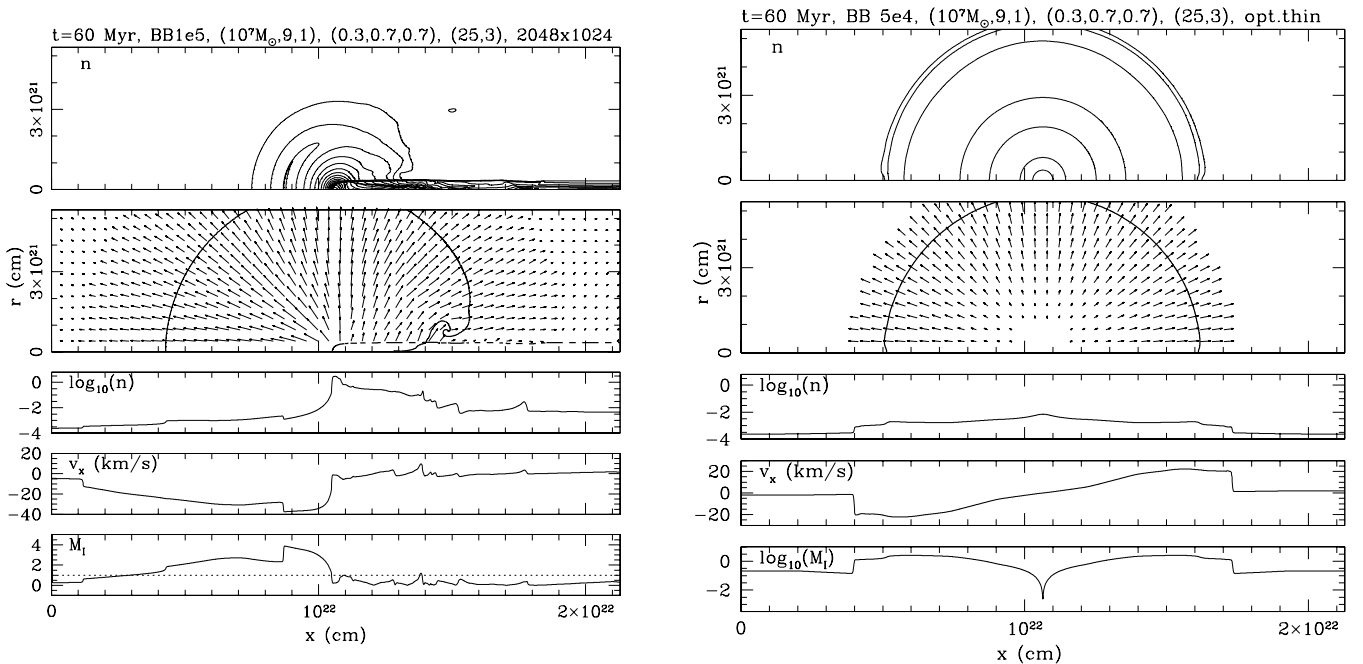 t=60 Myr, BB1e5, (10⁷M☉,9,1), (0.3,0.7,0.7), (25,3), 2048x1024
n
3×10²¹
0
r (cm)
3×10²¹
0
log₁₀(n)
0
−2
−4
vₓ (km/s)
20
0
−20
−40
M_I
4
2
0
0
10²²
2×10²²
x (cm)
t=60 Myr, BB 5e4, (10⁷M☉,9,1), (0.3,0.7,0.7), (25,3), opt.thin
n
3×10²¹
0
r (cm)
3×10²¹
0
log₁₀(n)
0
−2
−4
vₓ (km/s)
20
0
−20
log₁₀(M_I)
0
−2
0
10²²
2×10²²
x (cm)